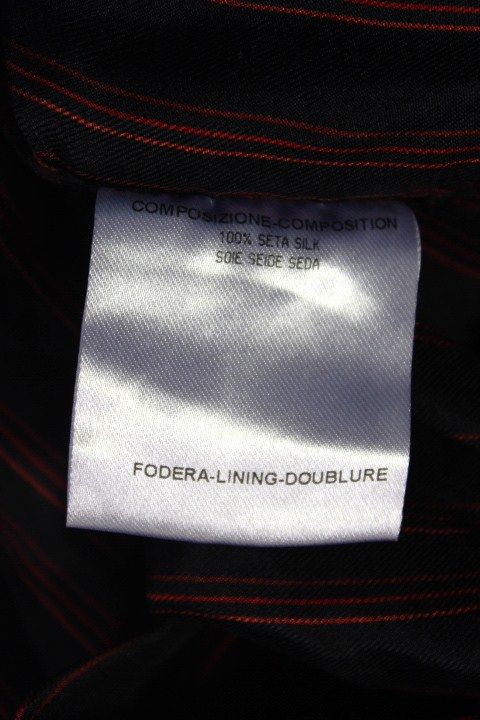 COMPOSIZIONE-COMPOSITION
100% SETA SILK
SOIE SEIDE SEDA
FODERA-LINING-DOUBLURE